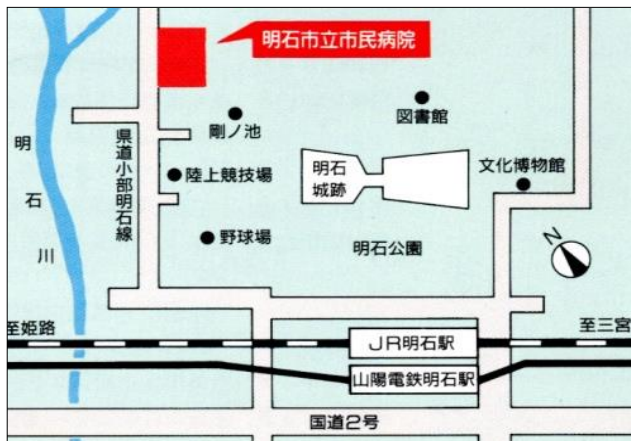 明石市立市民病院
図書館
剛ノ池
明石川
県道小部明石線
陸上競技場
明石
城跡
文化博物館
野球場
明石公園
N
至姫路
至三宮
JR明石駅
山陽電鉄明石駅
国道2号